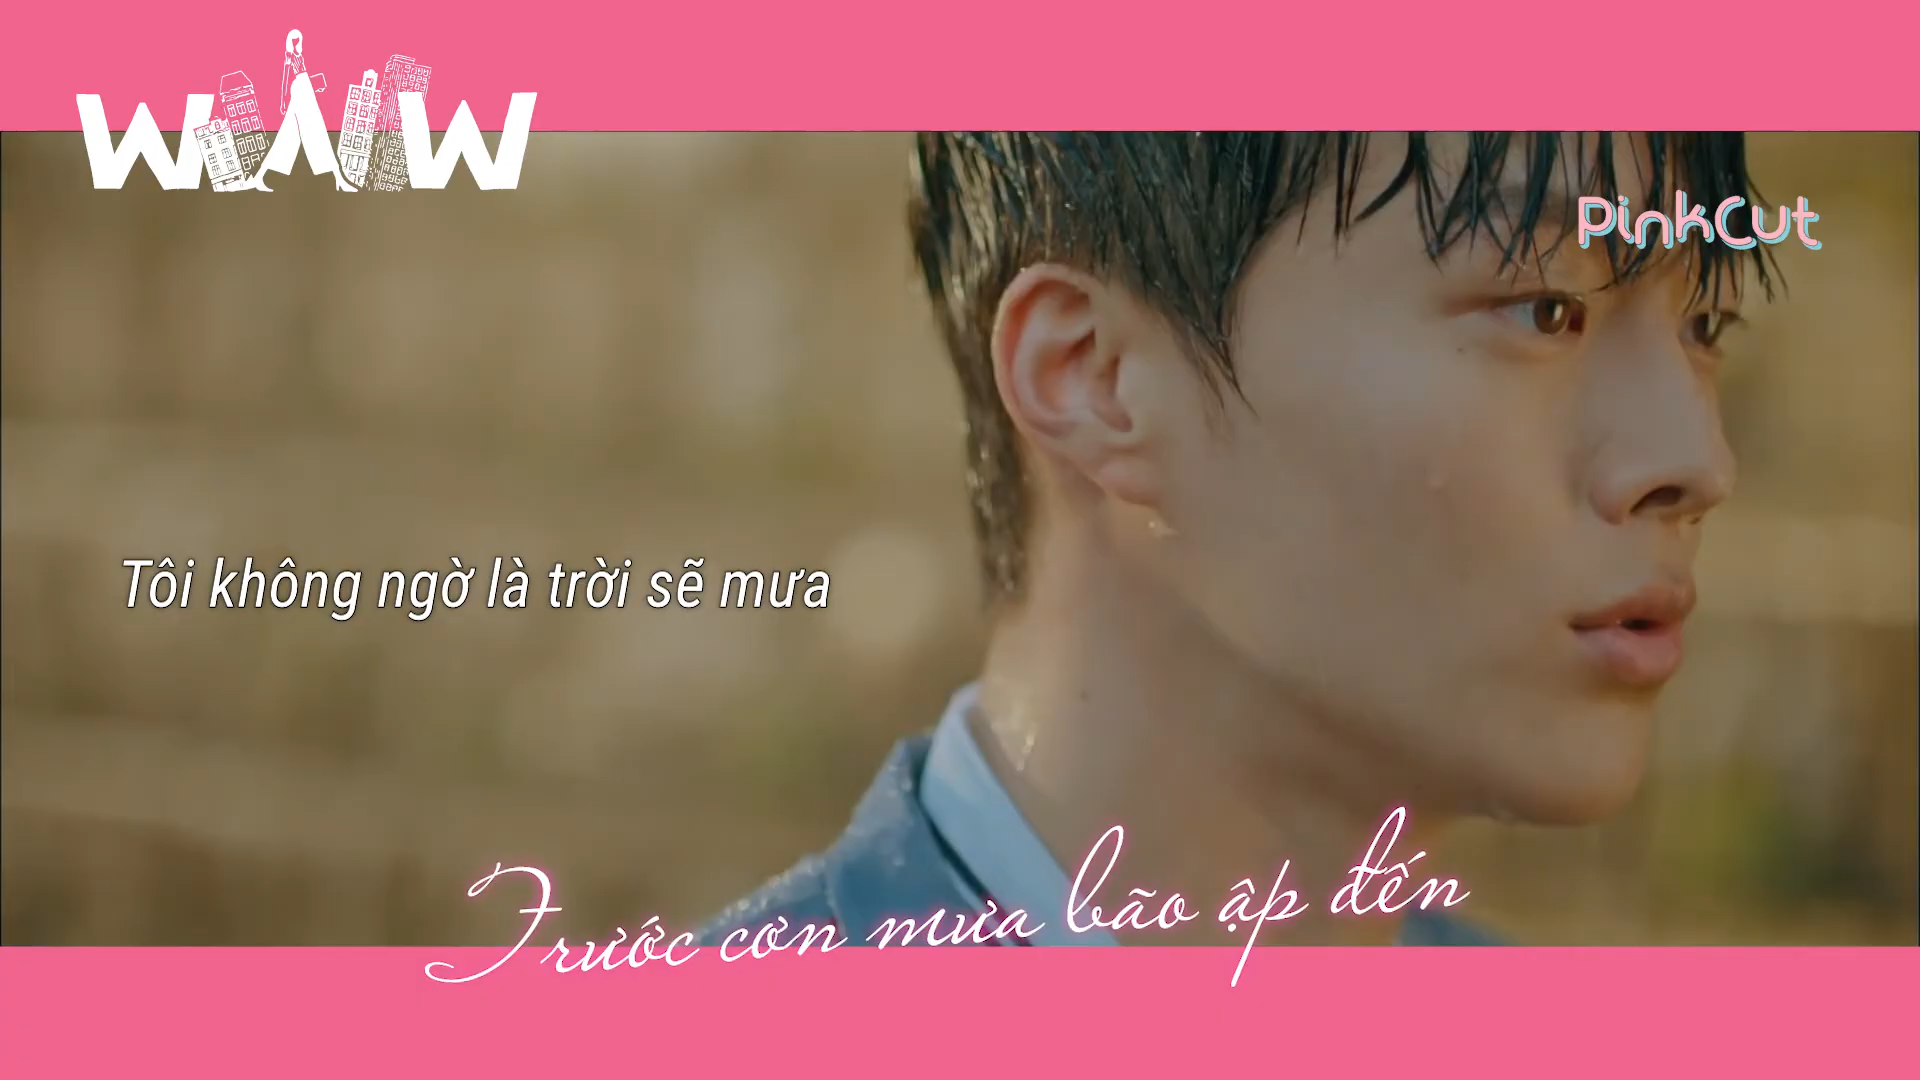 WAW
PinkCut
Tôi không ngờ là trời sẽ mưa
Trước cơn mưa bão ập đến